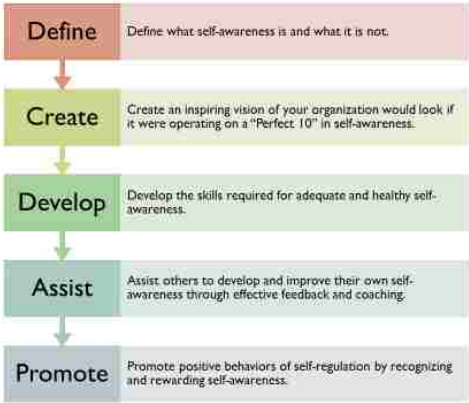 Define
Define what self-awareness is and what it is not.
Create
Create an inspiring vision of your organization would look if
it were operating on a “Perfect 10” in self-awareness.
Develop
Develop the skills required for adequate and healthy self-
awareness.
Assist
Assist others to develop and improve their own self-
awareness through effective feedback and coaching.
Promote
Promote positive behaviors of self-regulation by recognizing
and rewarding self-awareness.